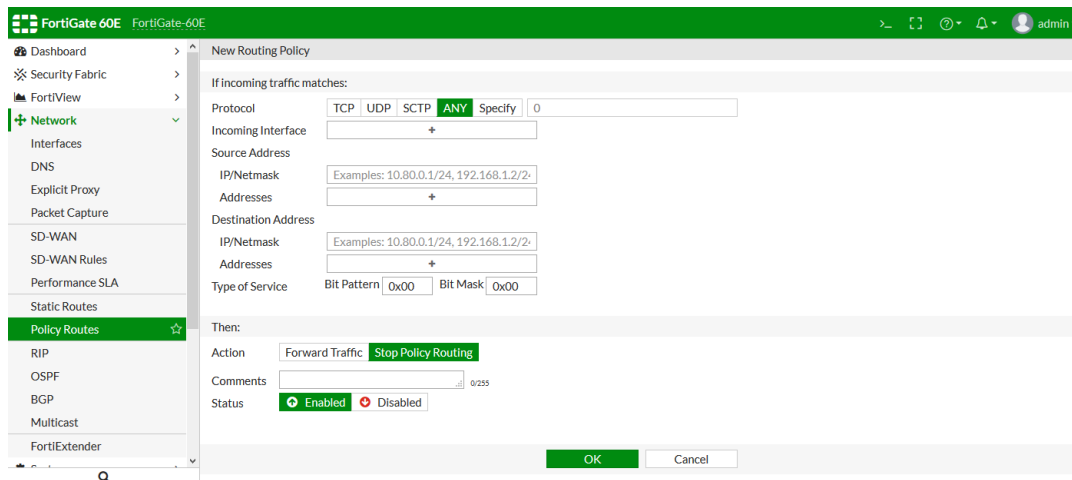 FortiGate 60E FortiGate-60E
>_ admin
Dashboard
Security Fabric
FortiView
Network
Interfaces
DNS
Explicit Proxy
Packet Capture
SD-WAN
SD-WAN Rules
Performance SLA
Static Routes
Policy Routes
RIP
OSPF
BGP
Multicast
FortiExtender
New Routing Policy
If incoming traffic matches:
Protocol TCP UDP SCTP ANY Specify 0
Incoming Interface +
Source Address
IP/Netmask Examples: 10.80.0.1/24, 192.168.1.2/2
Addresses +
Destination Address
IP/Netmask Examples: 10.80.0.1/24, 192.168.1.2/2
Addresses +
Type of Service Bit Pattern 0x00 Bit Mask 0x00
Then:
Action Forward Traffic Stop Policy Routing
Comments 0/255
Status Enabled Disabled
OK Cancel